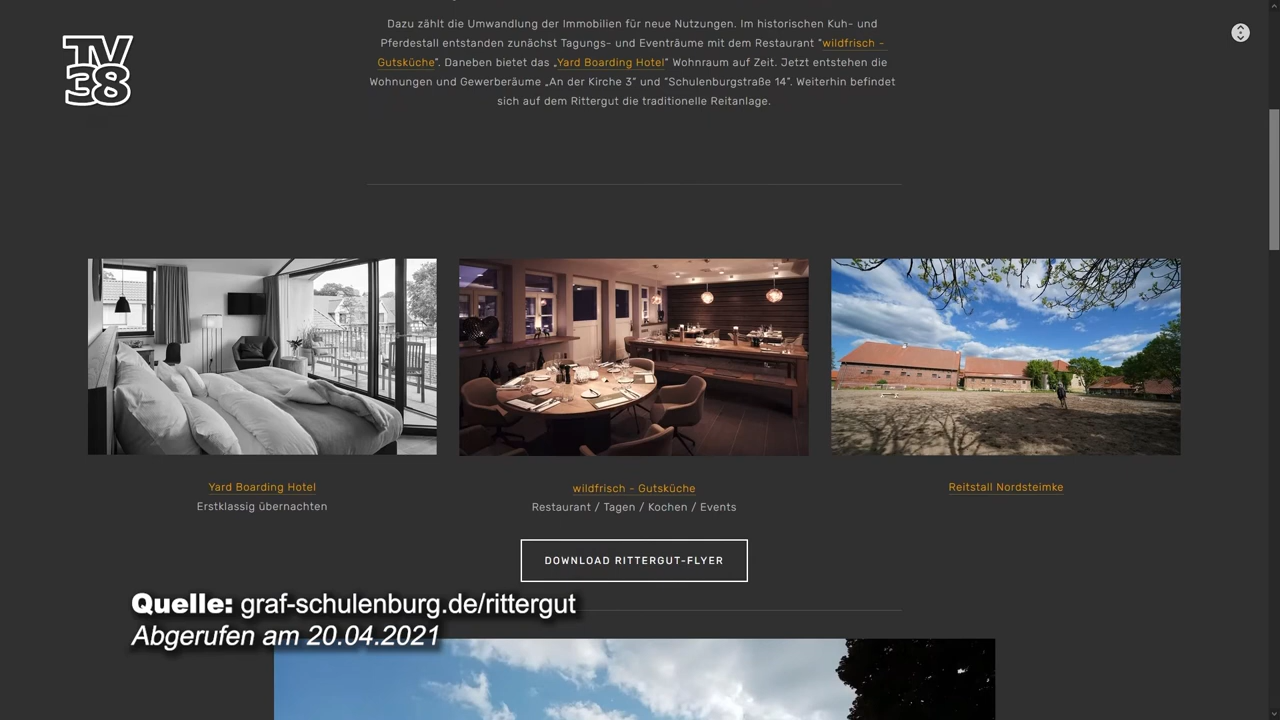 Dazu zählt die Umwandlung der Immobilien für neue Nutzungen. Im historischen Kuh- und
Pferdestall entstanden zunächst Tagungs- und Eventräume mit dem Restaurant "wildfrisch –
Gutsküche". Daneben bietet das „Yard Boarding Hotel" Wohnraum auf Zeit. Jetzt entstehen die
Wohnungen und Gewerberäume „An der Kirche 3" und "Schulenburgstraße 14". Weiterhin befindet
sich auf dem Rittergut die traditionelle Reitanlage.
TV
38
Yard Boarding Hotel
Erstklassig übernachten
wildfrisch – Gutsküche
Restaurant / Tagen / Kochen / Events
Reitstall Nordsteimke
DOWNLOAD RITTERGUT-FLYER
Quelle: graf-schulenburg.de/rittergut
Abgerufen am 20.04.2021